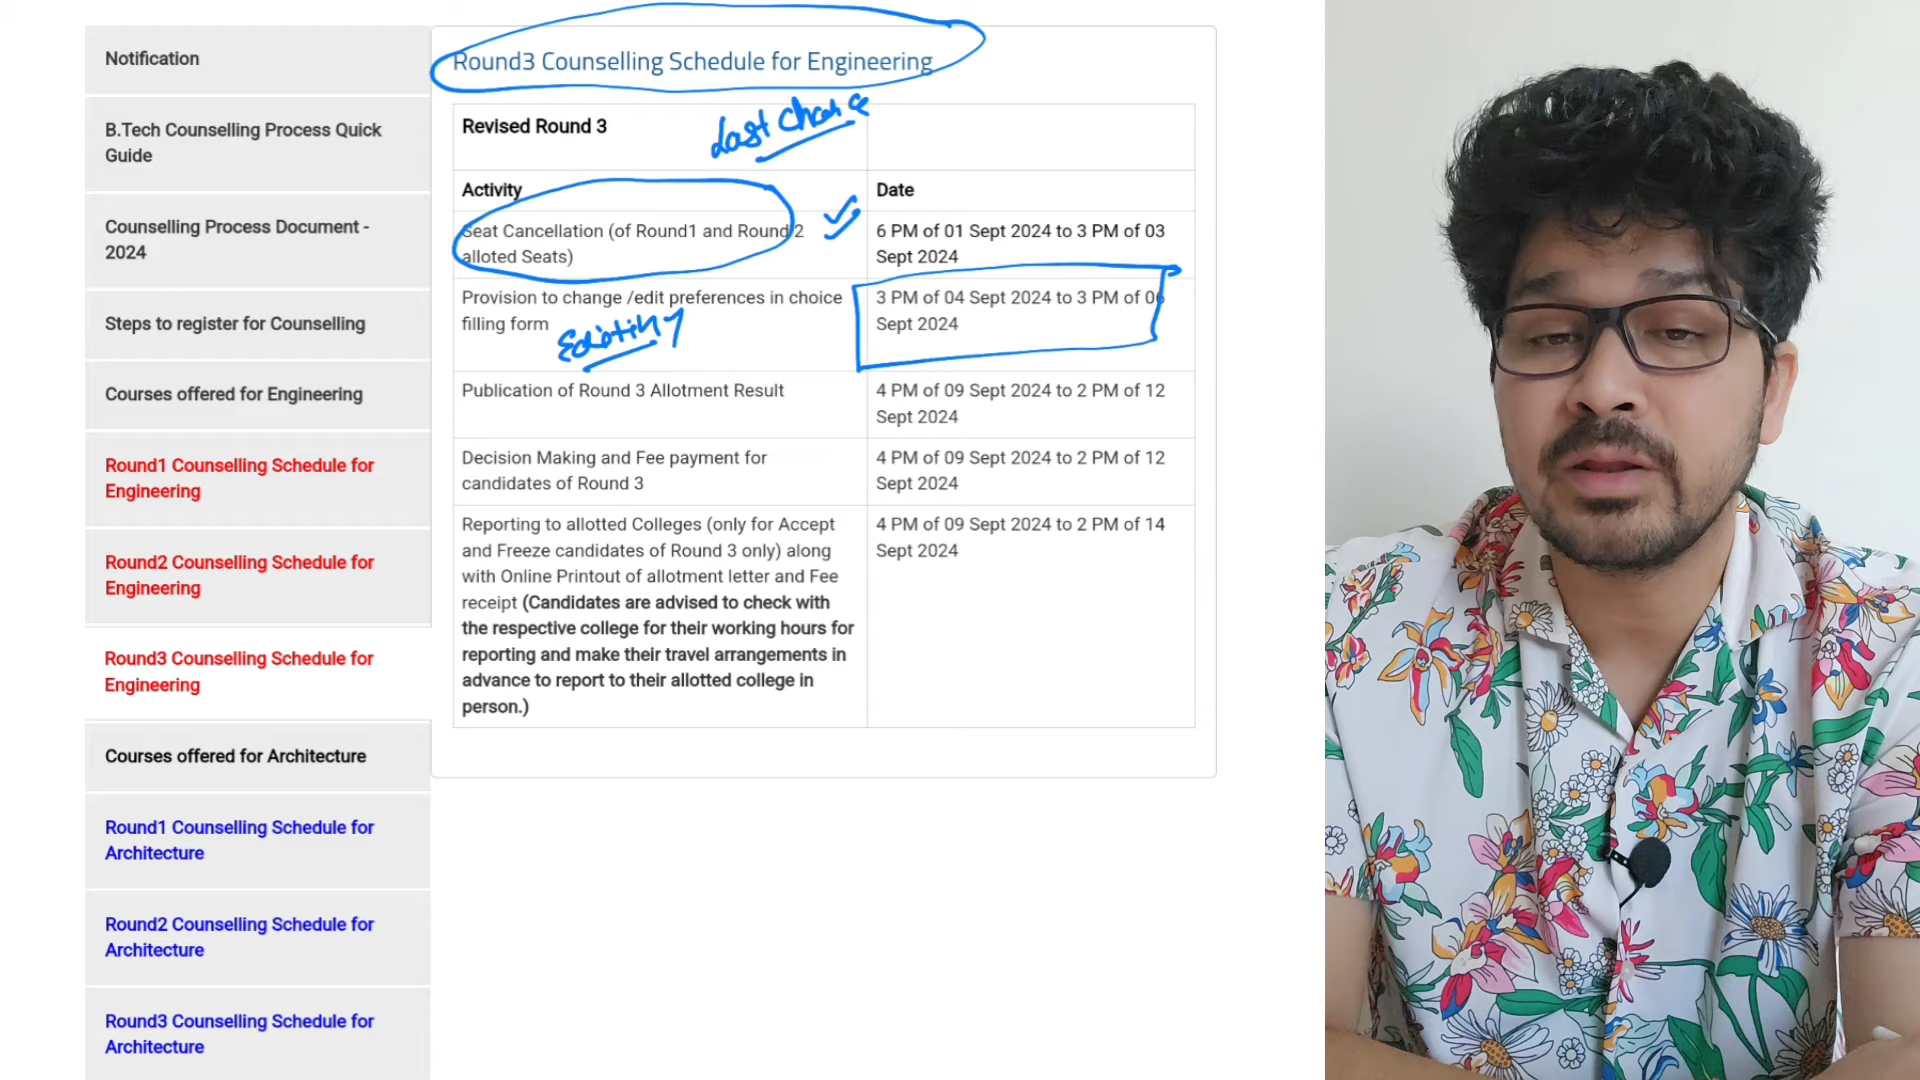 Notification
B.Tech Counselling Process Quick
Guide
Counselling Process Document -
2024
Steps to register for Counselling
Courses offered for Engineering
Round1 Counselling Schedule for
Engineering
Round2 Counselling Schedule for
Engineering
Round3 Counselling Schedule for
Engineering
Courses offered for Architecture
Round1 Counselling Schedule for
Architecture
Round2 Counselling Schedule for
Architecture
Round3 Counselling Schedule for
Architecture
Round3 Counselling Schedule for Engineering
Revised Round 3
Last Chance
Activity
Date
Seat Cancellation (of Round1 and Round 2
alloted Seats)
6 PM of 01 Sept 2024 to 3 PM of 03
Sept 2024
Provision to change /edit preferences in choice
filling form
Editing
3 PM of 04 Sept 2024 to 3 PM of 06
Sept 2024
Publication of Round 3 Allotment Result
4 PM of 09 Sept 2024 to 2 PM of 12
Sept 2024
Decision Making and Fee payment for
candidates of Round 3
4 PM of 09 Sept 2024 to 2 PM of 12
Sept 2024
Reporting to allotted Colleges (only for Accept
and Freeze candidates of Round 3 only) along
with Online Printout of allotment letter and Fee
receipt (Candidates are advised to check with
the respective college for their working hours for
reporting and make their travel arrangements in
advance to report to their allotted college in
person.)
4 PM of 09 Sept 2024 to 2 PM of 14
Sept 2024